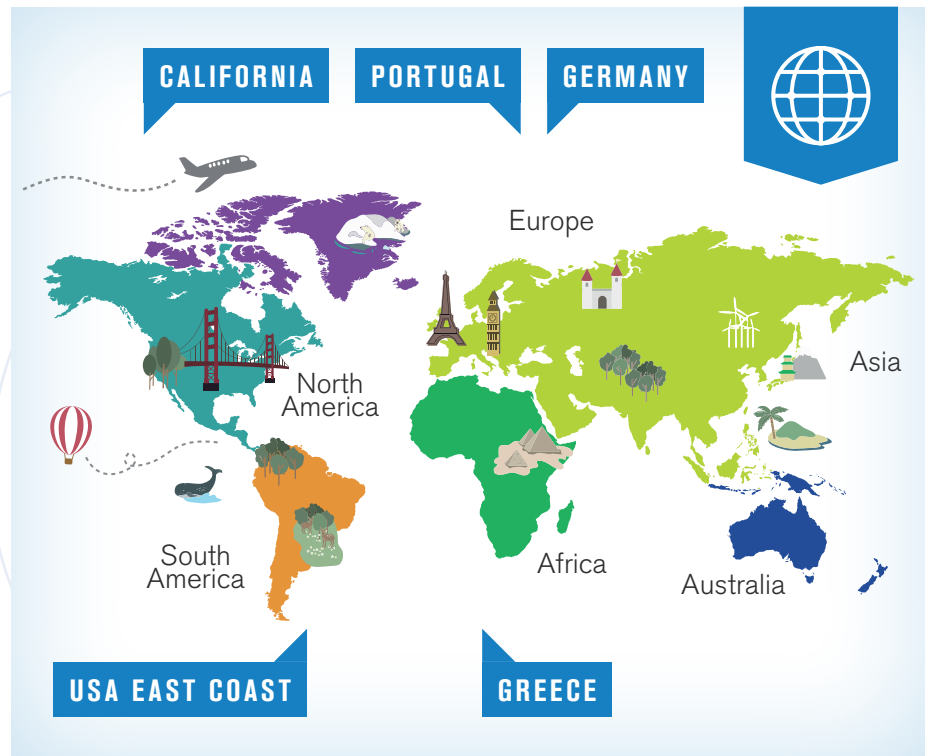 CALIFORNIA
PORTUGAL
GERMANY
Europe
Asia
North
America
South
America
Africa
Australia
USA EAST COAST
GREECE